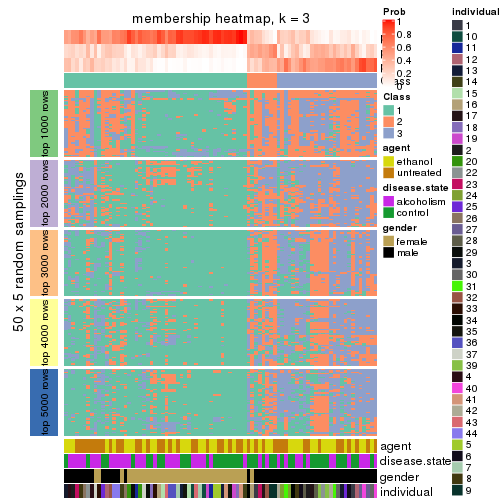 membership heatmap, k = 3
50 x 5 random samplings
top 1000 rows
top 2000 rows
top 3000 rows
top 4000 rows
top 5000 rows
agent
disease.state
gender
individual
Prob
1
0.8
0.6
0.4
0.2
0
Class
1
2
3
agent
ethanol
untreated
disease.state
alcoholism
control
gender
female
male
individual
1
10
11
12
13
14
15
16
17
18
19
2
20
22
23
24
25
26
27
28
29
3
30
31
32
33
34
35
36
37
39
4
40
41
42
43
44
5
6
7
8
9